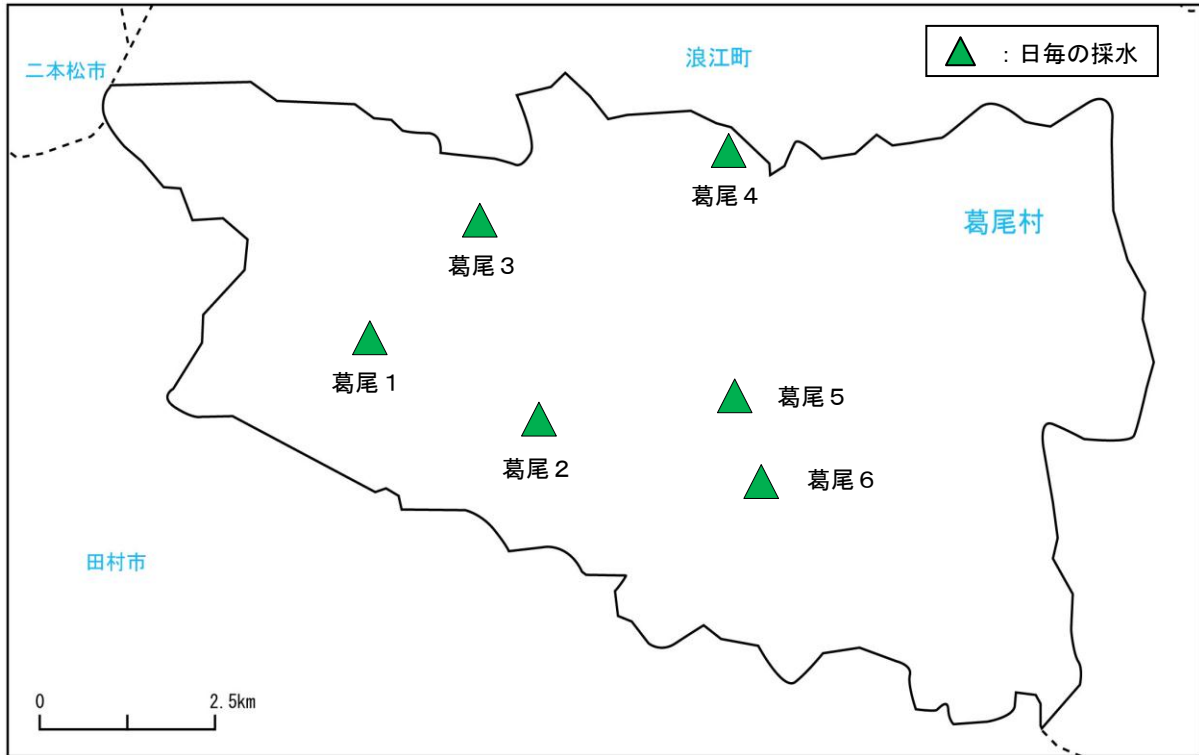 二本松市
浪江町
：日毎の採水
葛尾４
葛尾村
葛尾３
葛尾１
葛尾５
葛尾２
葛尾６
田村市
0 2.5km